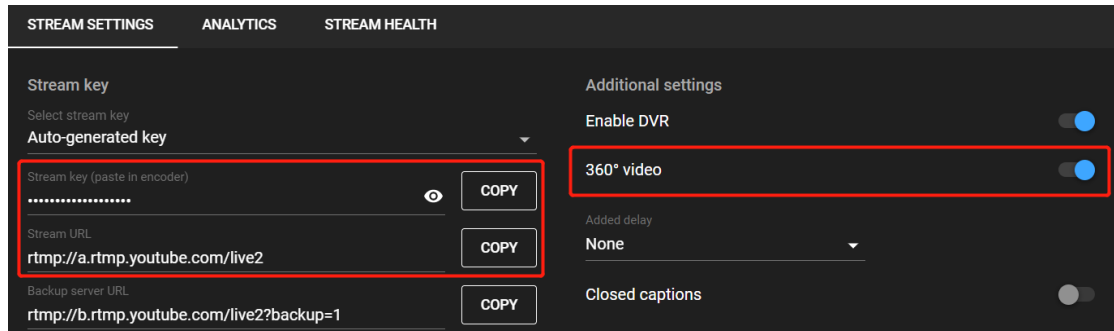 STREAM SETTINGS ANALYTICS STREAM HEALTH
Stream key
Select stream key
Auto-generated key
Stream key (paste in encoder)
•••••••••••••••••••
COPY
Stream URL
rtmp://a.rtmp.youtube.com/live2
COPY
Backup server URL
rtmp://b.rtmp.youtube.com/live2?backup=1
COPY
Additional settings
Enable DVR
360° video
Added delay
None
Closed captions